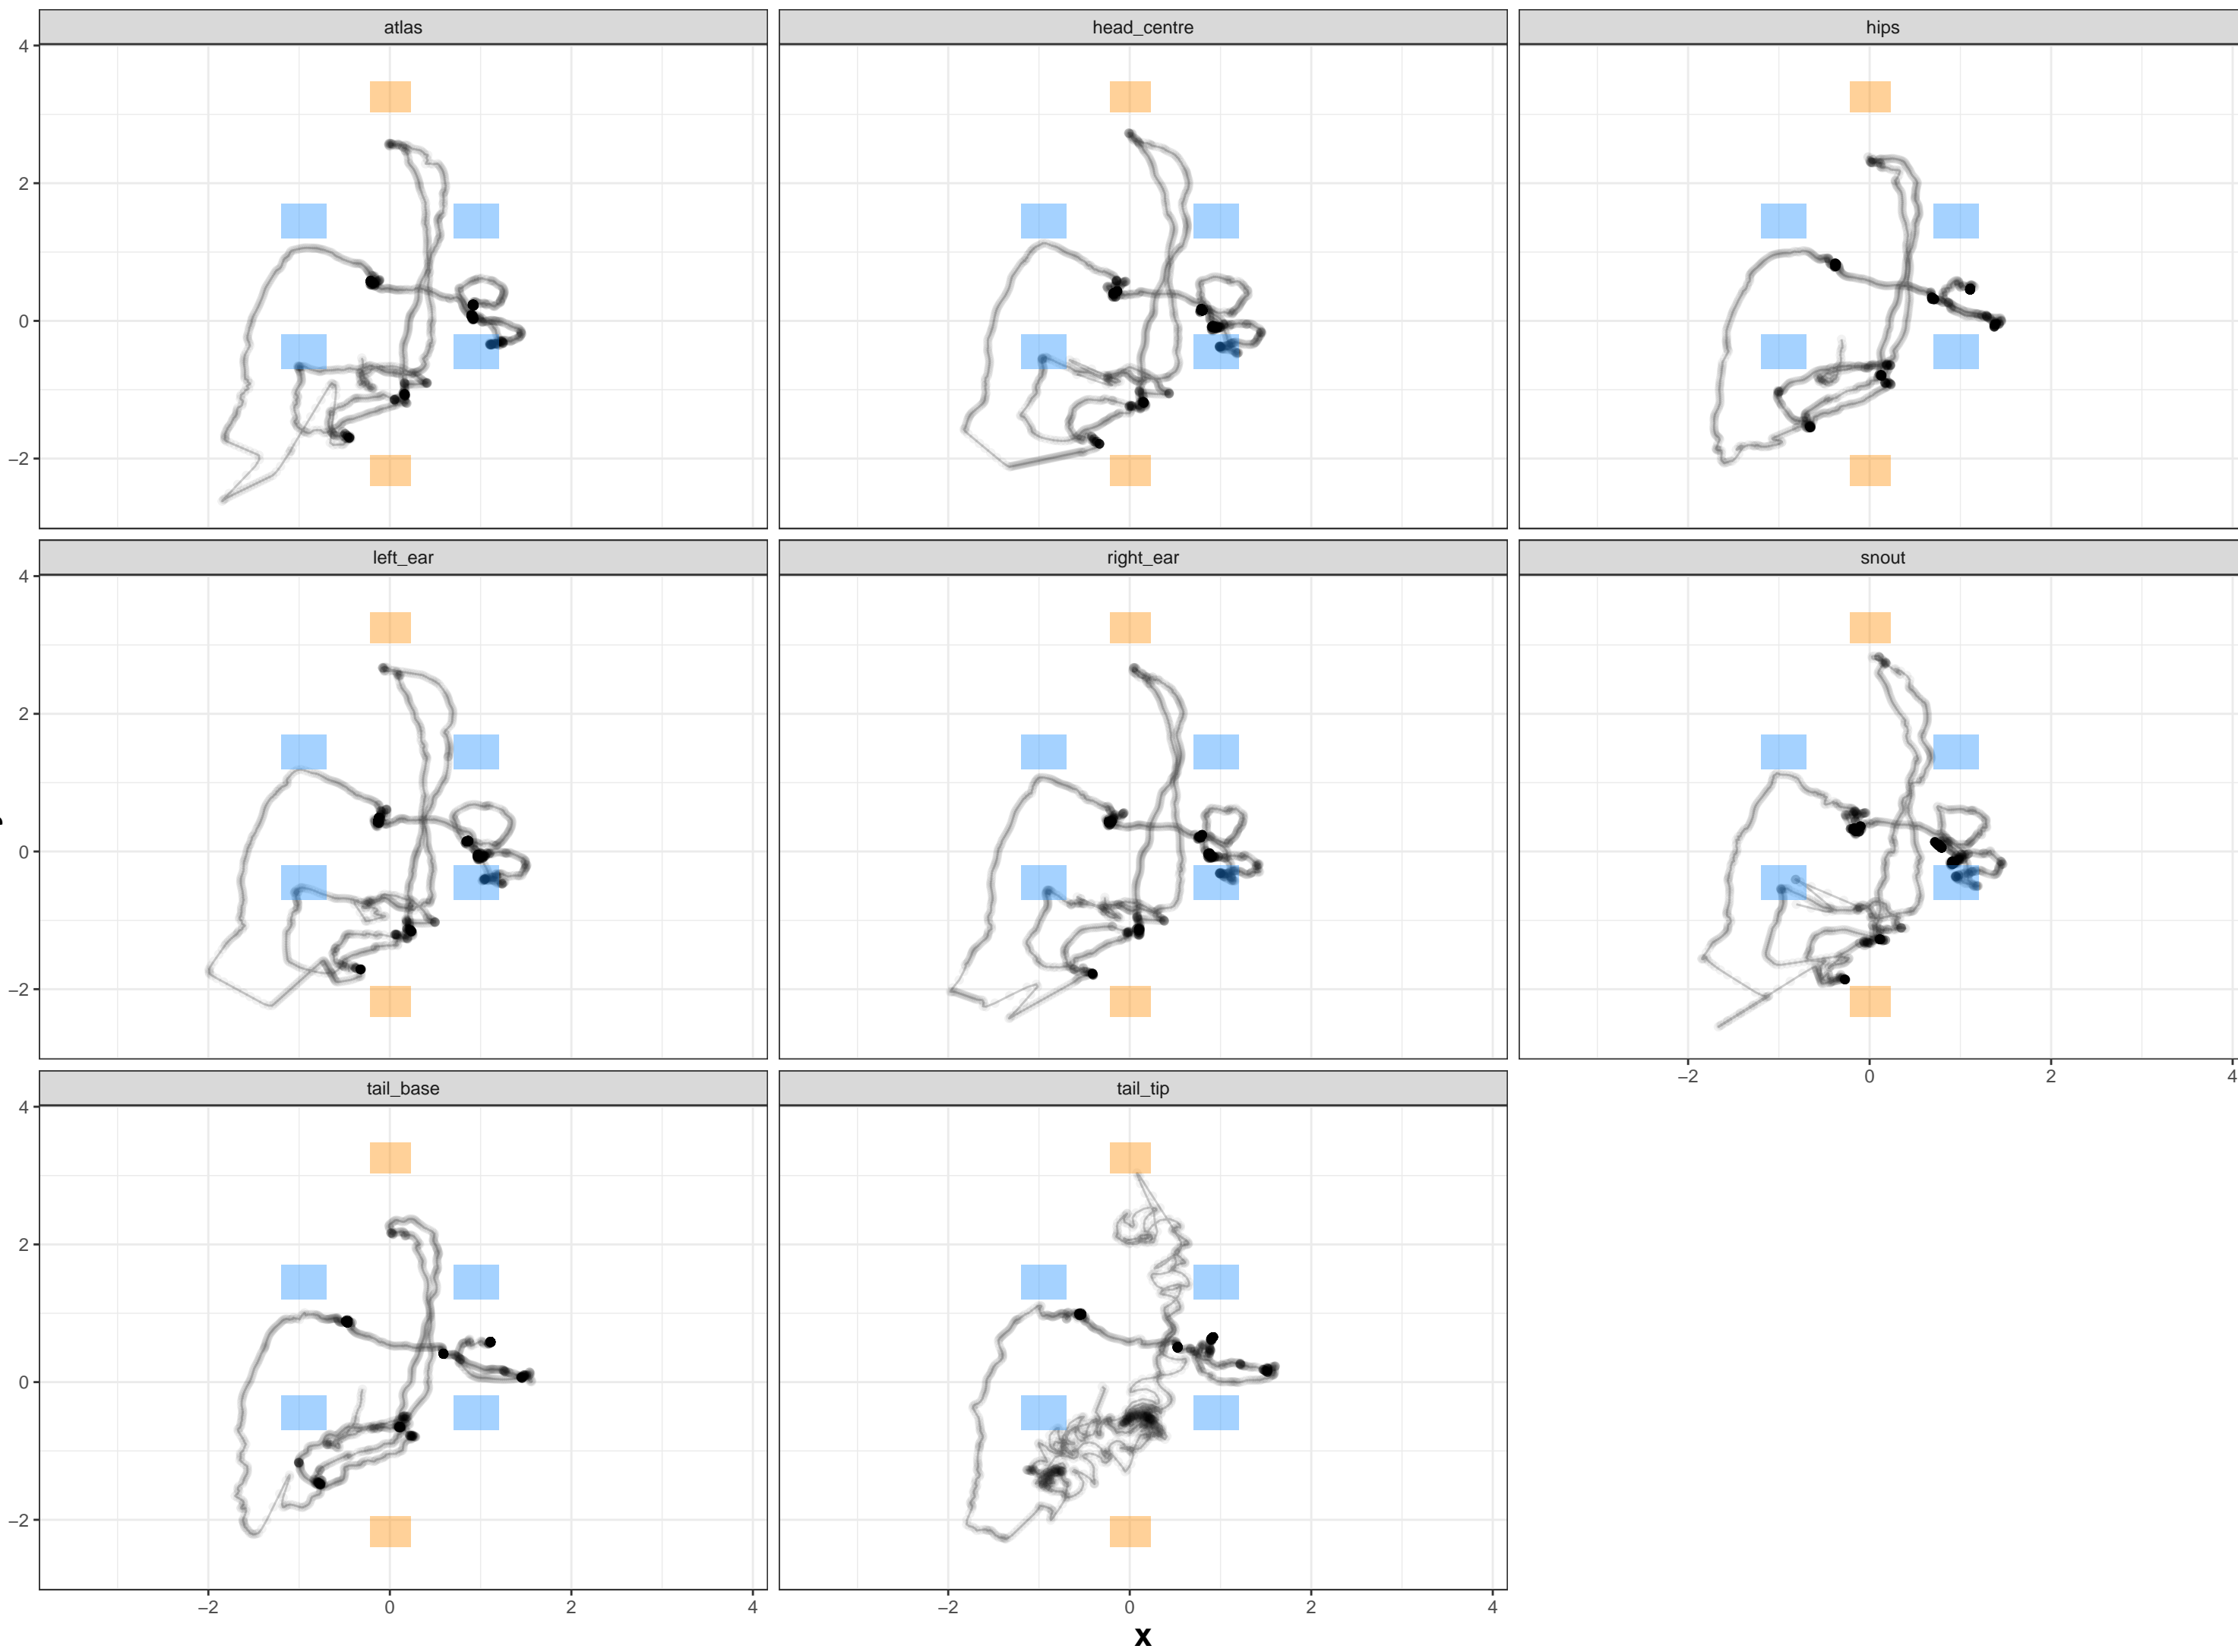 atlas head_centre hips
4
2
0
−2
left_ear right_ear snout
4
2
0
−2
−2 0 2 4
tail_base tail_tip
4
2
0
−2
−2 0 2 4 −2 0 2 4
x